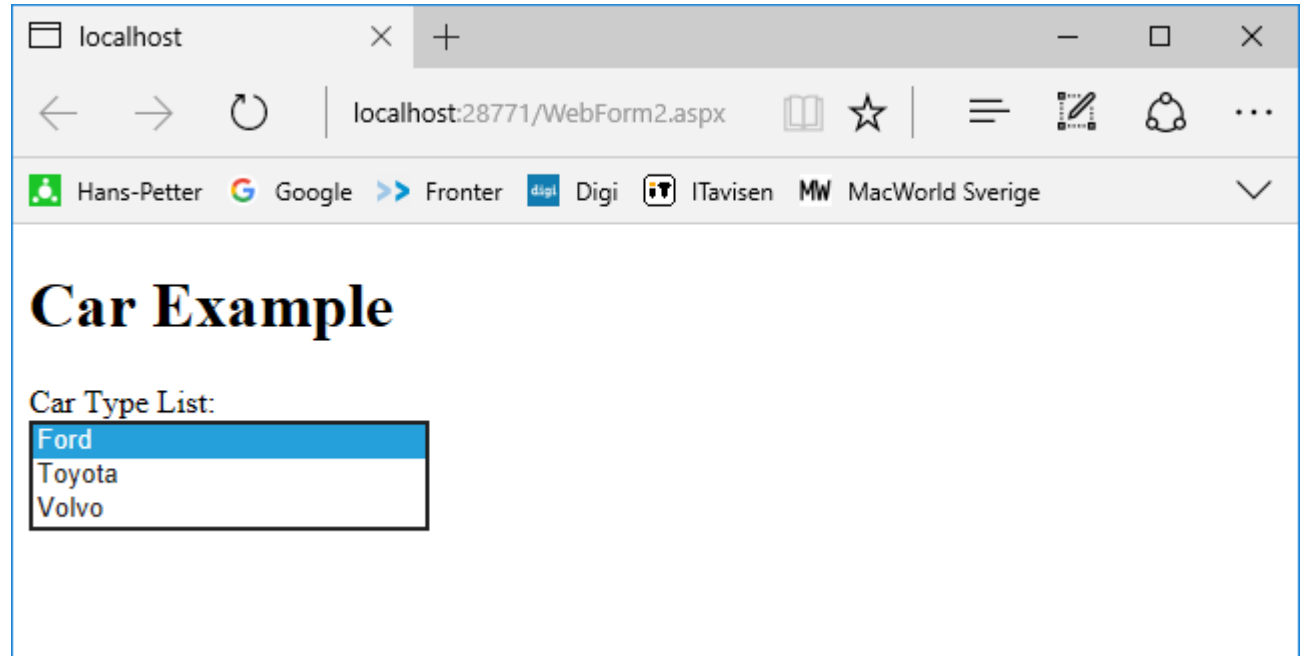 localhost
localhost:28771/WebForm2.aspx
Hans-Petter Google Fronter digi Digi iT ITavisen MW MacWorld Sverige
Car Example
Car Type List:
Ford
Toyota
Volvo